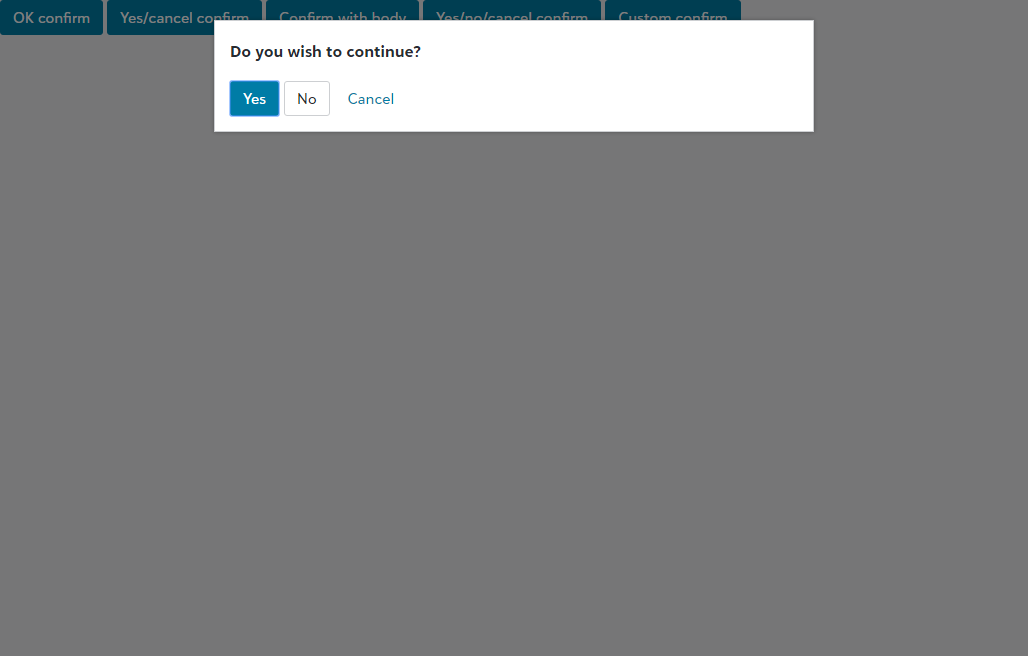 OK confirm Yes/cancel confirm Confirm with body Yes/no/cancel confirm Custom confirm
Do you wish to continue?
Yes No Cancel